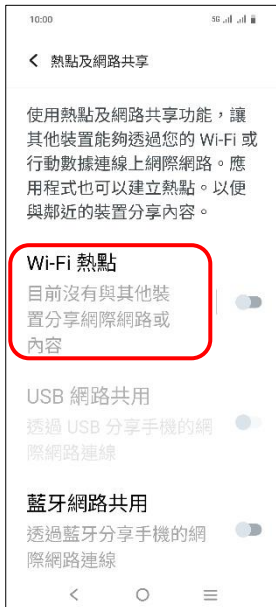 10:00
5G
熱點及網路共享
使用熱點及網路共享功能，讓
其他裝置能夠透過您的 Wi-Fi 或
行動數據連線上網際網路。應
用程式也可以建立熱點。以便
與鄰近的裝置分享內容。
Wi-Fi 熱點
目前沒有與其他裝
置分享網際網路或
內容
USB 網路共用
透過 USB 分享手機的網
際網路連線
藍牙網路共用
透過藍牙分享手機的網
際網路連線